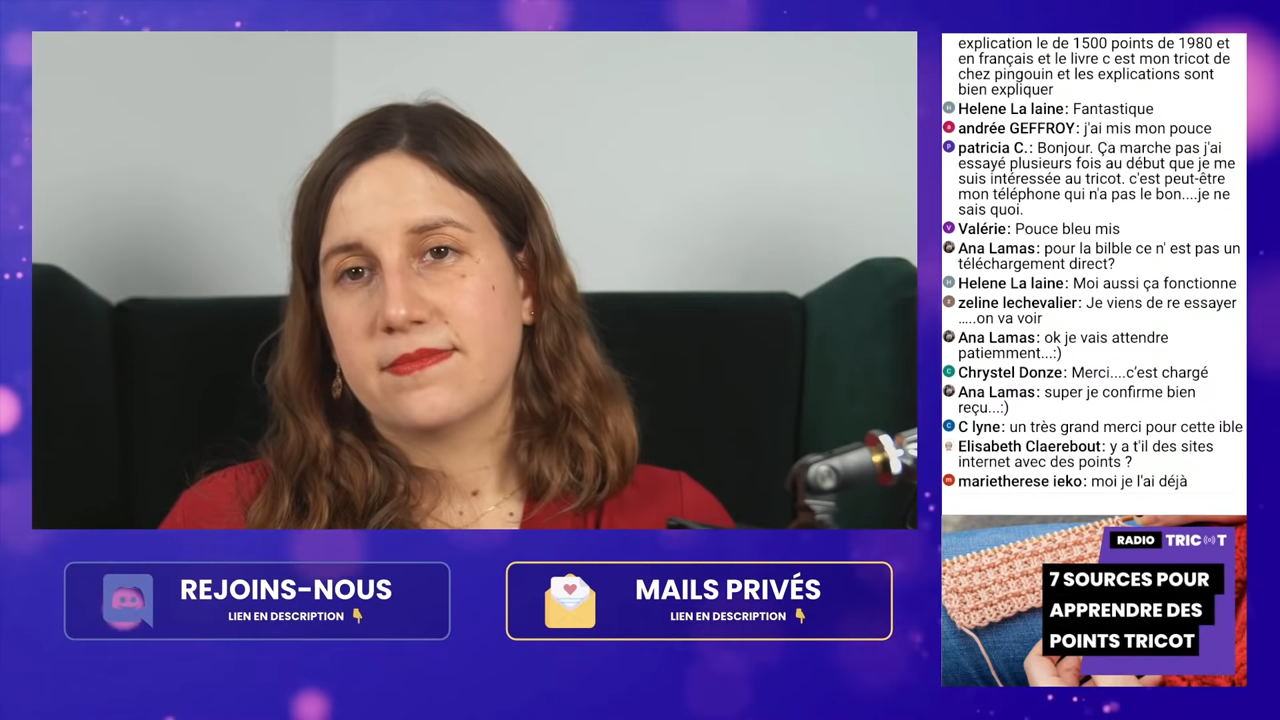 explication le de 1500 points de 1980 et
en français et le livre c est mon tricot de
chez pingouin et les explications sont
bien expliquer
Helene La laine: Fantastique
andrée GEFFROY: j'ai mis mon pouce
patricia C.: Bonjour. Ça marche pas j'ai
essayé plusieurs fois au début que je me
suis intéressée au tricot. c'est peut-être
mon téléphone qui n'a pas le bon....je ne
sais quoi.
Valérie: Pouce bleu mis
Ana Lamas: pour la bilble ce n' est pas un
téléchargement direct?
Helene La laine: Moi aussi ça fonctionne
zeline lechevalier: Je viens de re essayer
…..on va voir
Ana Lamas: ok je vais attendre
patiemment...:)
Chrystel Donze: Merci....c'est chargé
Ana Lamas: super je confirme bien
reçu...:)
C lyne: un très grand merci pour cette ible
Elisabeth Claerebout: y a t'il des sites
internet avec des points ?
marietherese ieko: moi je l'ai déjà
REJOINS-NOUS
LIEN EN DESCRIPTION
MAILS PRIVÉS
LIEN EN DESCRIPTION
RADIO TRICOT
7 SOURCES POUR
APPRENDRE DES
POINTS TRICOT